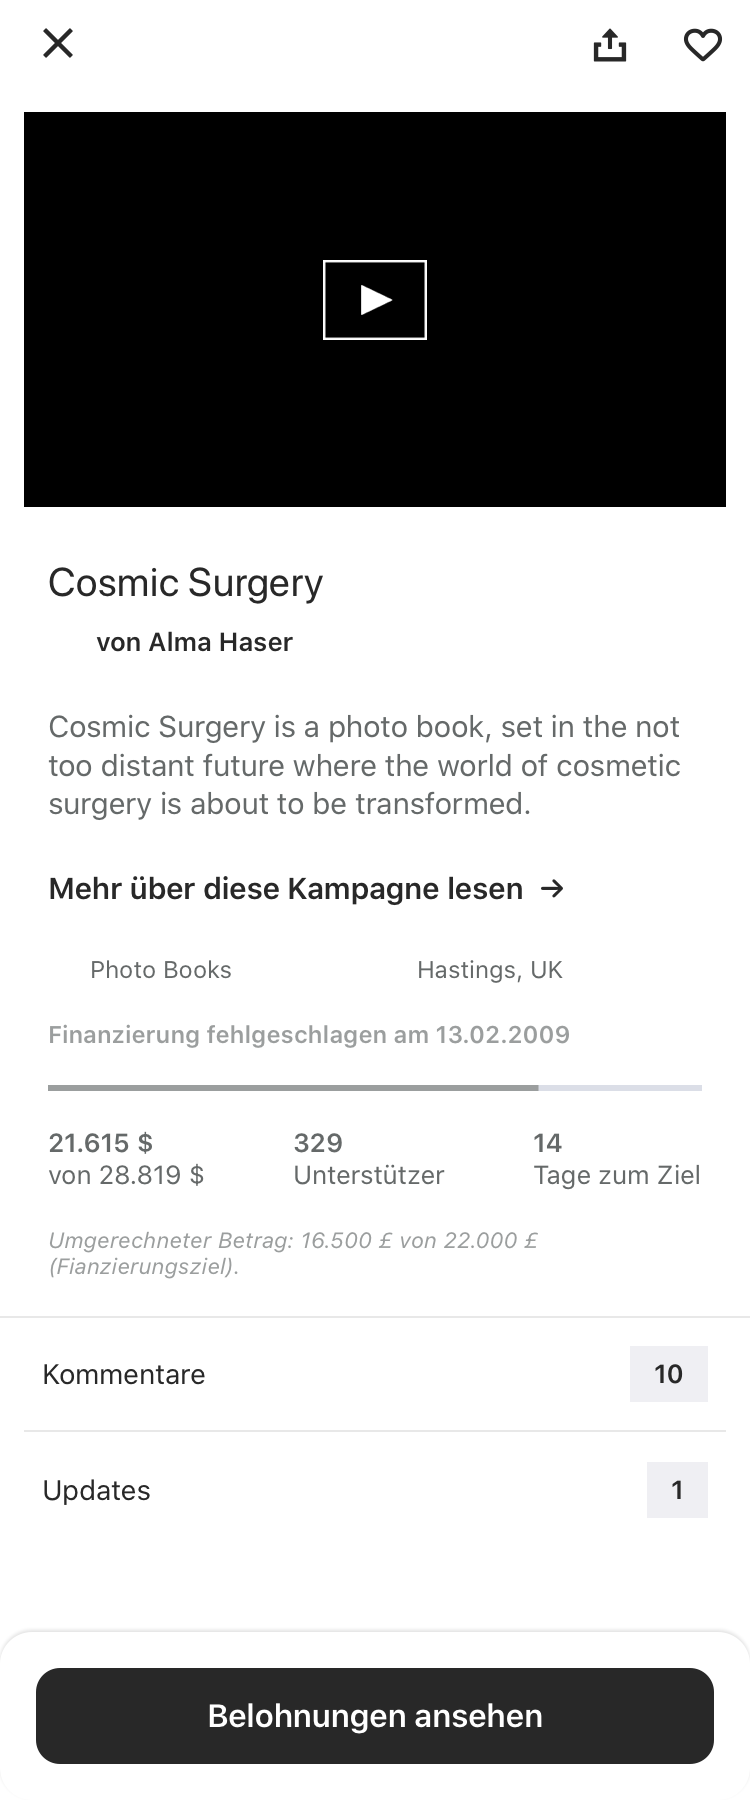 Cosmic Surgery
von Alma Haser
Cosmic Surgery is a photo book, set in the not
too distant future where the world of cosmetic
surgery is about to be transformed.
Mehr über diese Kampagne lesen →
Photo Books
Hastings, UK
Finanzierung fehlgeschlagen am 13.02.2009
21.615 $
von 28.819 $
329
Unterstützer
14
Tage zum Ziel
Umgerechneter Betrag: 16.500 £ von 22.000 £
(Fianzierungsziel).
Kommentare
10
Updates
1
Belohnungen ansehen